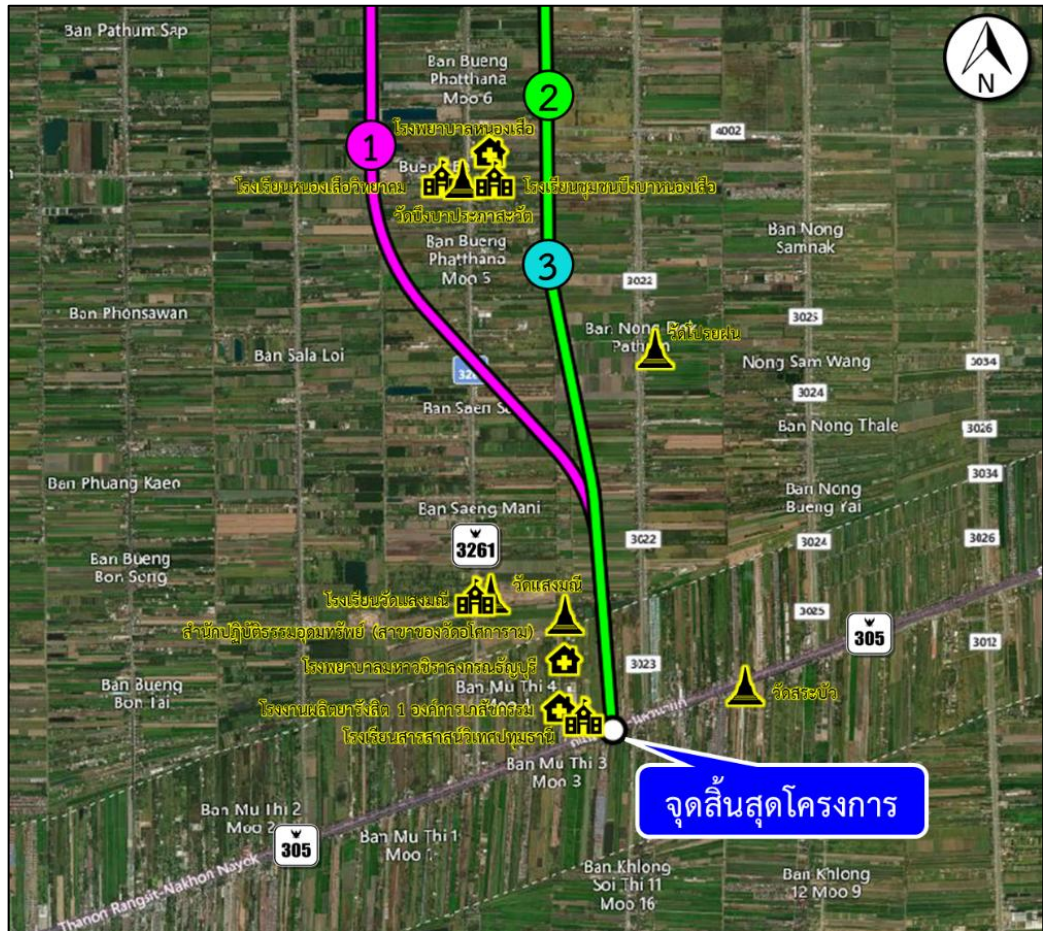 Ban Pathum Sap
Ban Bueng
Phatthana
Moo 6
2
N
4002
โรงพยาบาลหนองเสือ
1
โรงเรียนหนองเสือวิทยาคม
โรงเรียนชุมชนบึงบาหนองเสือ
วัดบึงบาประภาสะวัต
Ban Bueng
Phatthana
Moo 5
Ban Nong
Samnak
3
3022
Ban Phonsawan
3025
วัดโปรยฝน
Ban Sala Loi
Nong Sam Wang
3034
3024
Ban Nong Thale
3026
3034
Ban Phuang Kaeo
Ban Nong
Bueng Yai
Ban Saeng Mani
3261
3022
3024
3026
Ban Bueng
Bon Song
วัดแสงมณี
โรงเรียนวัดแสงมณี
3025
สำนักปฏิบัติธรรมอุดมทรัพย์ (สาขาของวัดอโศการาม)
305
3012
โรงพยาบาลมหาวชิราลงกรณธัญบุรี
3023
Ban Bueng
Bon Tai
Ban Mu Thi 4
วัดสระบัว
โรงงานผลิตยารังสิต 1 องค์การเภสัชกรรม
โรงเรียนสารสาสน์วิเทศปทุมธานี
Ban Mu Thi 3
Moo 3
จุดสิ้นสุดโครงการ
Ban Mu Thi 2
Moo 2
305
Ban Mu Thi 1
Moo
Ban Khlong
Soi Thi 11
Moo 16
Ban Khlong
12 Moo 9
Thanon Rangsit-Nakhon Nayok